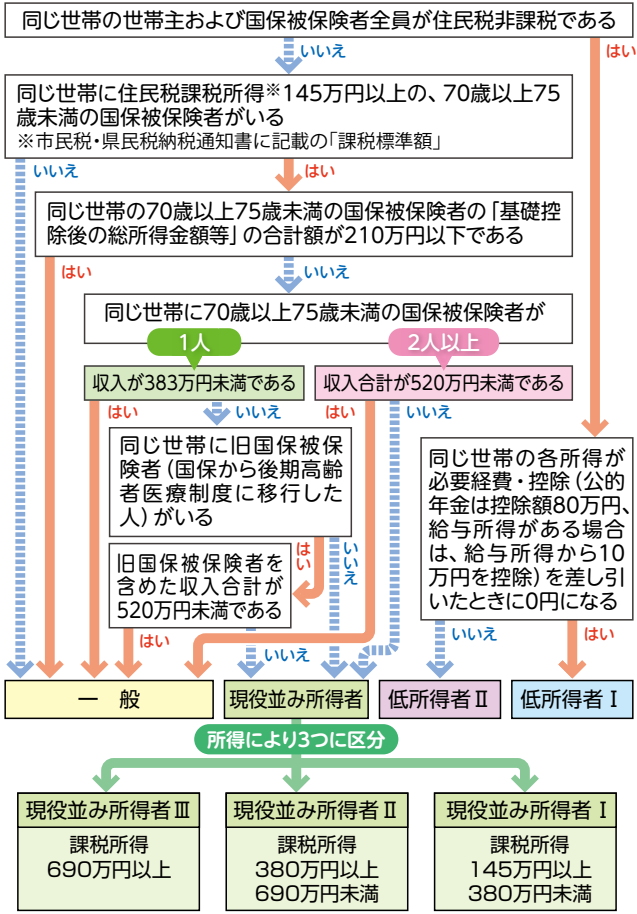 同じ世帯の世帯主および国保被保険者全員が住民税非課税である
いいえ
はい
同じ世帯に住民税課税所得※145万円以上の、70歳以上75
歳未満の国保被保険者がいる
※市民税・県民税納税通知書に記載の「課税標準額」
いいえ
はい
同じ世帯の70歳以上75歳未満の国保被保険者の「基礎控
除後の総所得金額等」の合計額が210万円以下である
はい
いいえ
同じ世帯に70歳以上75歳未満の国保被保険者が
1人
2人以上
収入が383万円未満である
収入合計が520万円未満である
はい
いいえ
はい
いいえ
同じ世帯に旧国保被保
険者（国保から後期高齢
者医療制度に移行した
人）がいる
同じ世帯の各所得が
必要経費・控除（公的
年金は控除額80万円、
給与所得がある場合
は、給与所得から10
万円を控除）を差し引
いたときに0円になる
はい
いいえ
旧国保被保険者を
含めた収入合計が
520万円未満である
はい
いいえ
いいえ
はい
一般
現役並み所得者
低所得者Ⅱ
低所得者Ⅰ
所得により3つに区分
現役並み所得者Ⅲ
課税所得
690万円以上
現役並み所得者Ⅱ
課税所得
380万円以上
690万円未満
現役並み所得者Ⅰ
課税所得
145万円以上
380万円未満